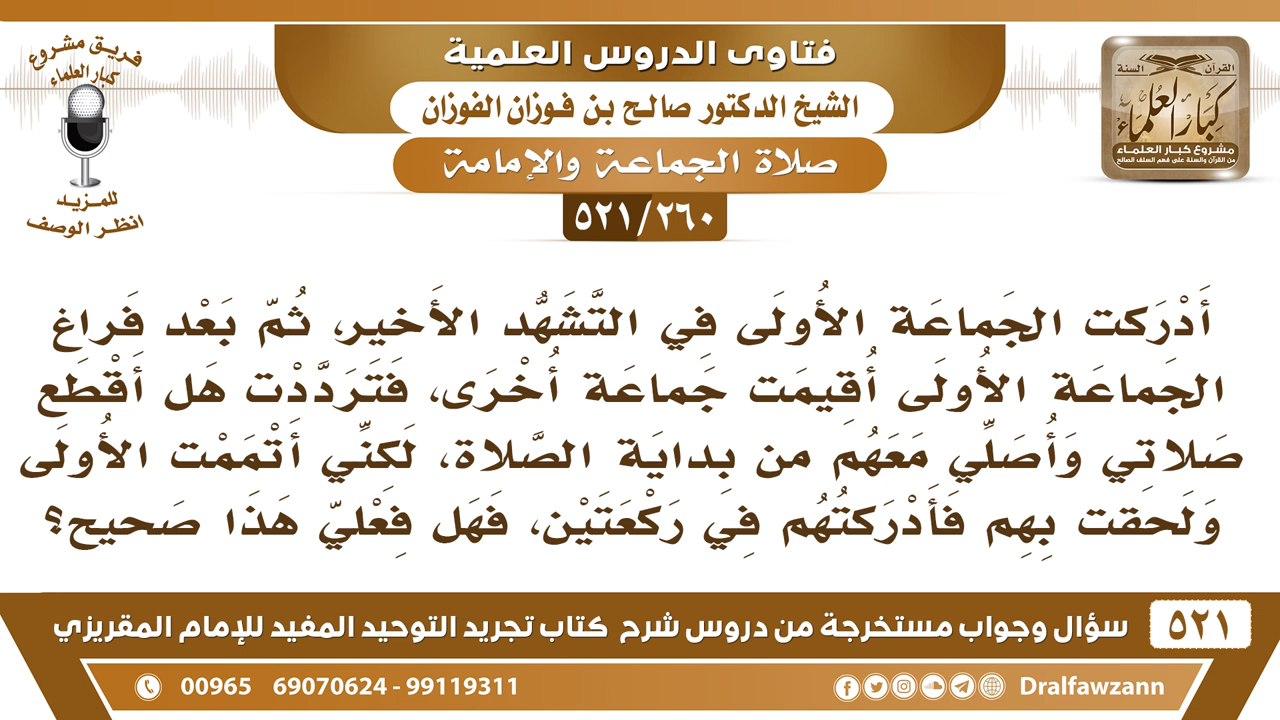 فتاوى الدروس العلمية
الشيخ الدكتور صالح بن فوزان الفوزان
صلاة الجماعة والإمامة
٥٢١/٢٦٠
فريق مشروع
كبار العلماء
للمزيد
انظر الوصف
القرآن السنة
كبار العلماء
مشروع كبار العلماء
من القرآن والسنة على فهم السلف الصالح
أَدْرَكت الجَماعَة الأُولَى في التَّشَهُّد الأَخير، ثُمّ بَعْد فَراغ
الجَماعَة الأُولَى أُقِيمَت جَماعَة أُخْرَى، فَتَرَدَّدْت هَل أَقْطَع
صَلاتِي وَأُصَلِّي مَعَهُم من بِدايَة الصَّلاة، لَكنِّي أَتْمَمْت الأُولَى
وَلَحَقت بِهِم فَأَدْرَكتُهُم فِي رَكْعَتَيْن، فَهَل فِعْليّ هَذَا صَحيح؟
٥٢١ سؤال وجواب مستخرجة من دروس شرح كتاب تجريد التوحيد المفيد للإمام المقريزي
00965 69070624 - 99119311
Dralfawzann